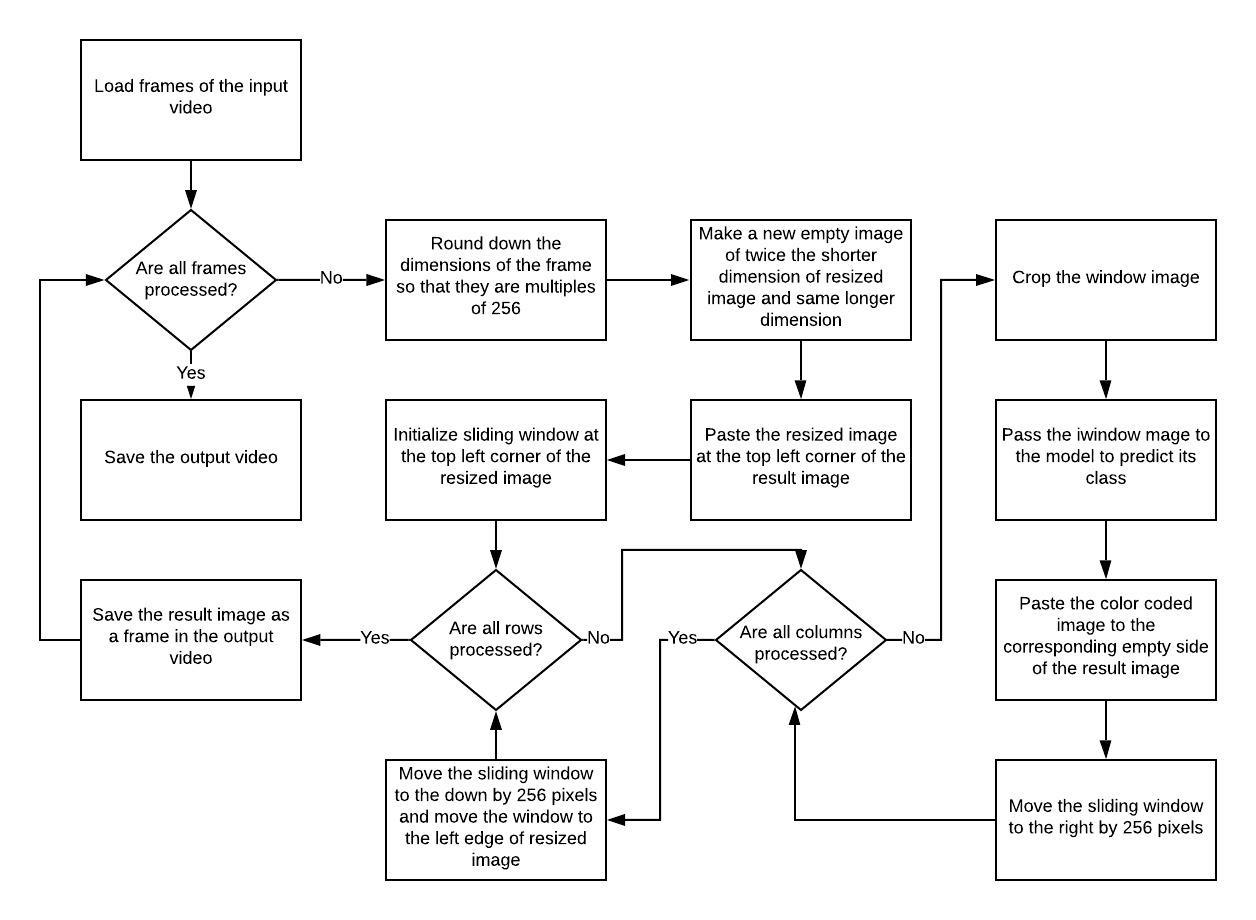 Load frames of the input
video
Are all frames
processed?
No
Yes
Save the output video
Round down the
dimensions of the frame
so that they are multiples
of 256
Make a new empty image
of twice the shorter
dimension of resized
image and same longer
dimension
Paste the resized image
at the top left corner of the
result image
Initialize sliding window at
the top left corner of the
resized image
Are all rows
processed?
Yes
No
Save the result image as
a frame in the output
video
Are all columns
processed?
Yes
No
Move the sliding window
to the down by 256 pixels
and move the window to
the left edge of resized
image
Crop the window image
Pass the iwindow mage to
the model to predict its
class
Paste the color coded
image to the
corresponding empty side
of the result image
Move the sliding window
to the right by 256 pixels